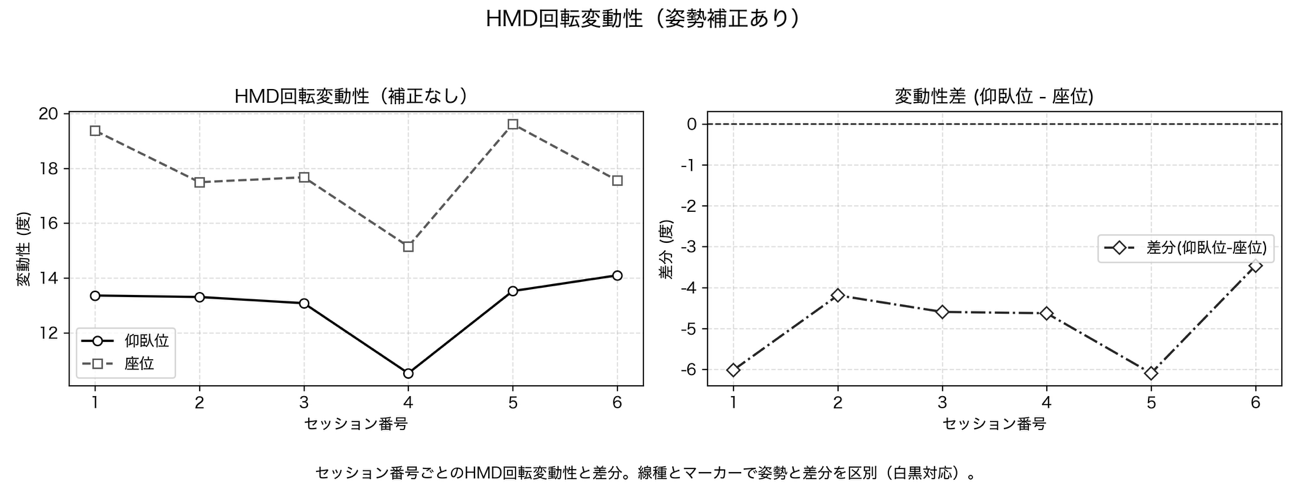 HMD回転変動性（姿勢補正あり）
HMD回転変動性（補正なし）
20
18
16
14
12
変動性 (度)
仰臥位
座位
1 2 3 4 5 6
セッション番号
変動性差 (仰臥位 - 座位)
0
-1
-2
-3
-4
-5
-6
差分 (度)
差分(仰臥位-座位)
1 2 3 4 5 6
セッション番号
セッション番号ごとのHMD回転変動性と差分。線種とマーカーで姿勢と差分を区別（白黒対応）。